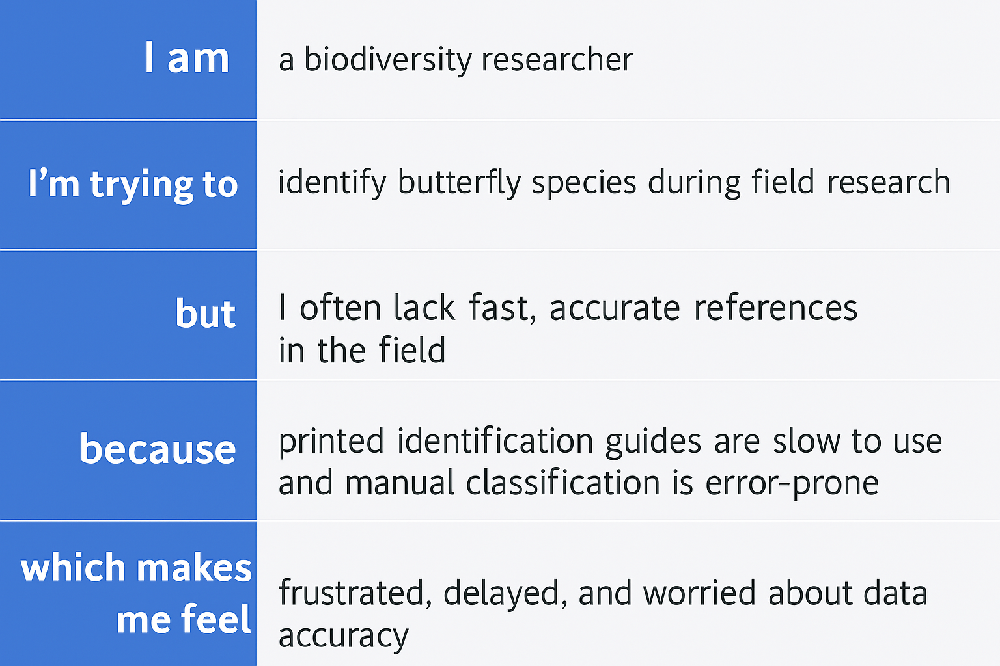 I am
a biodiversity researcher
I’m trying to
identify butterfly species during field research
but
I often lack fast, accurate references
in the field
because
printed identification guides are slow to use
and manual classification is error-prone
which makes
me feel
frustrated, delayed, and worried about data
accuracy